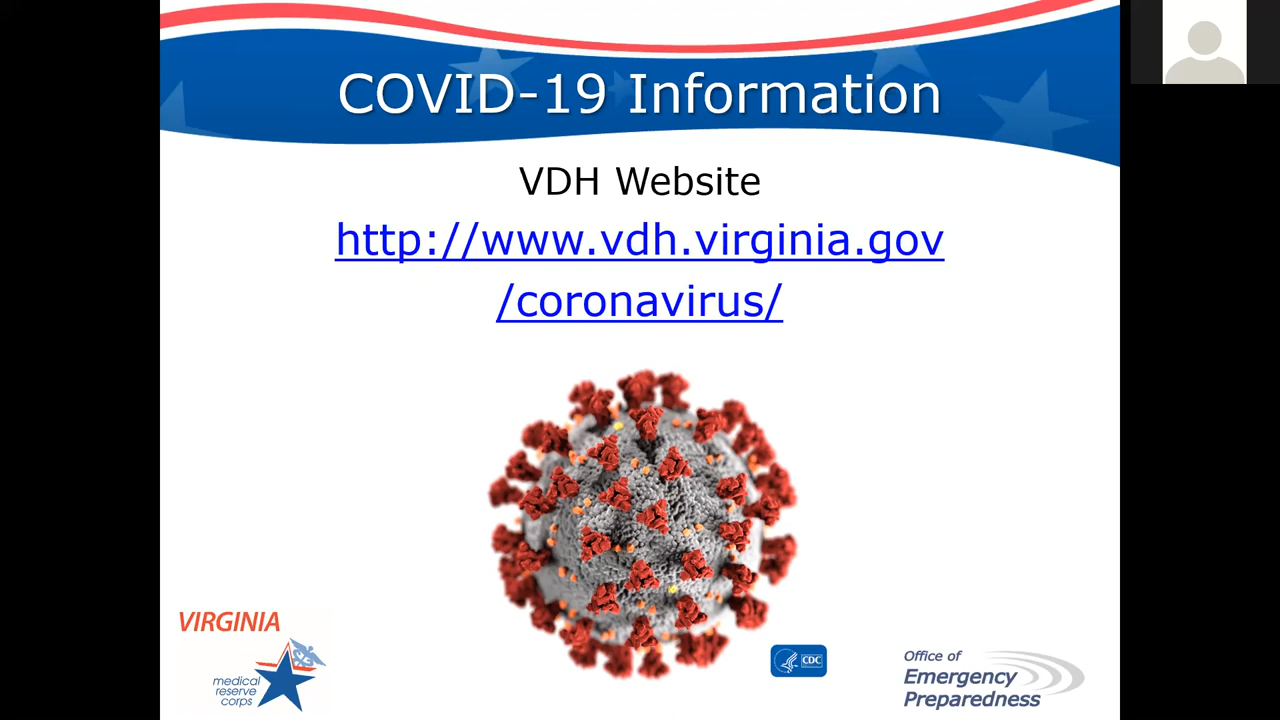 COVID-19 Information
VDH Website
http://www.vdh.virginia.gov
/coronavirus/
VIRGINIA
medical
reserve
corps
CDC
Office of
Emergency
Preparedness